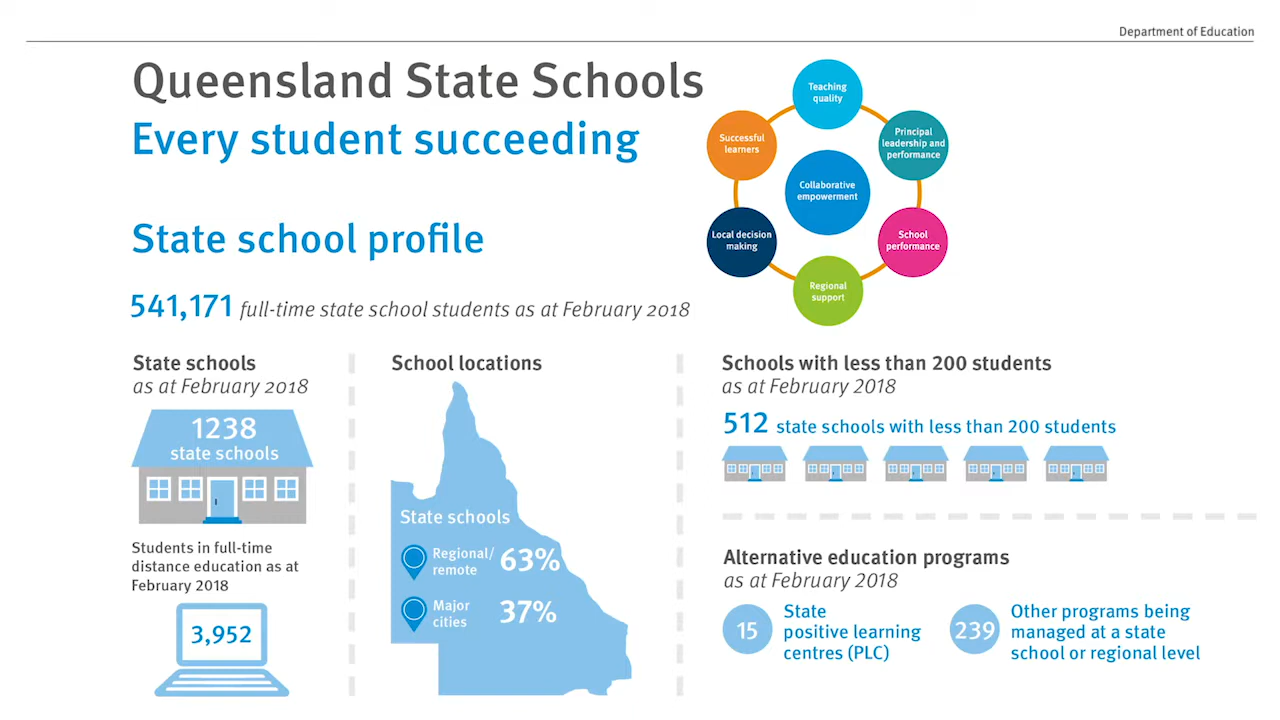 Department of Education
Queensland State Schools
Every student succeeding
Teaching
quality
Principal
leadership and
performance
School
performance
Regional
support
Local decision
making
Successful
learners
Collaborative
empowerment
State school profile
541,171 full-time state school students as at February 2018
State schools
as at February 2018
1238
state schools
Students in full-time
distance education as at
February 2018
3,952
School locations
State schools
Regional/
remote
63%
Major
cities
37%
Schools with less than 200 students
as at February 2018
512 state schools with less than 200 students
Alternative education programs
as at February 2018
15
State
positive learning
centres (PLC)
239
Other programs being
managed at a state
school or regional level